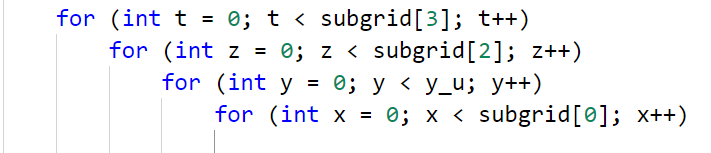 for (int t = 0; t < subgrid[3]; t++)
for (int z = 0; z < subgrid[2]; z++)
for (int y = 0; y < y_u; y++)
for (int x = 0; x < subgrid[0]; x++)